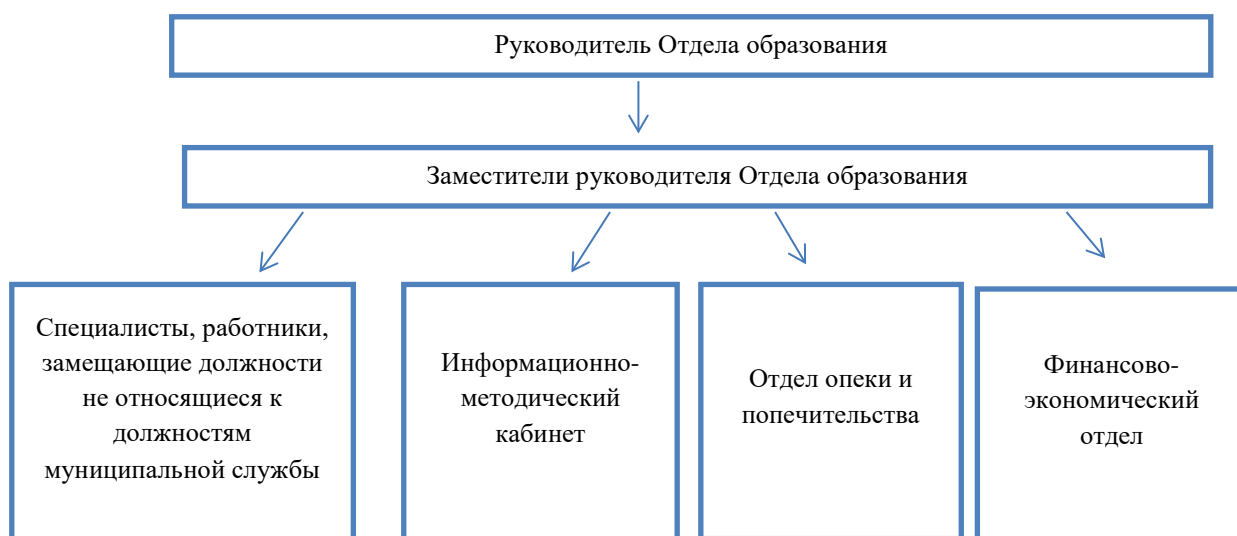 Руководитель Отдела образования
Заместители руководителя Отдела образования
Специалисты, работники,
замещающие должности
не относящиеся к
должностям
муниципальной службы
Информационно-
методический
кабинет
Отдел опеки и
попечительства
Финансово-
экономический
отдел